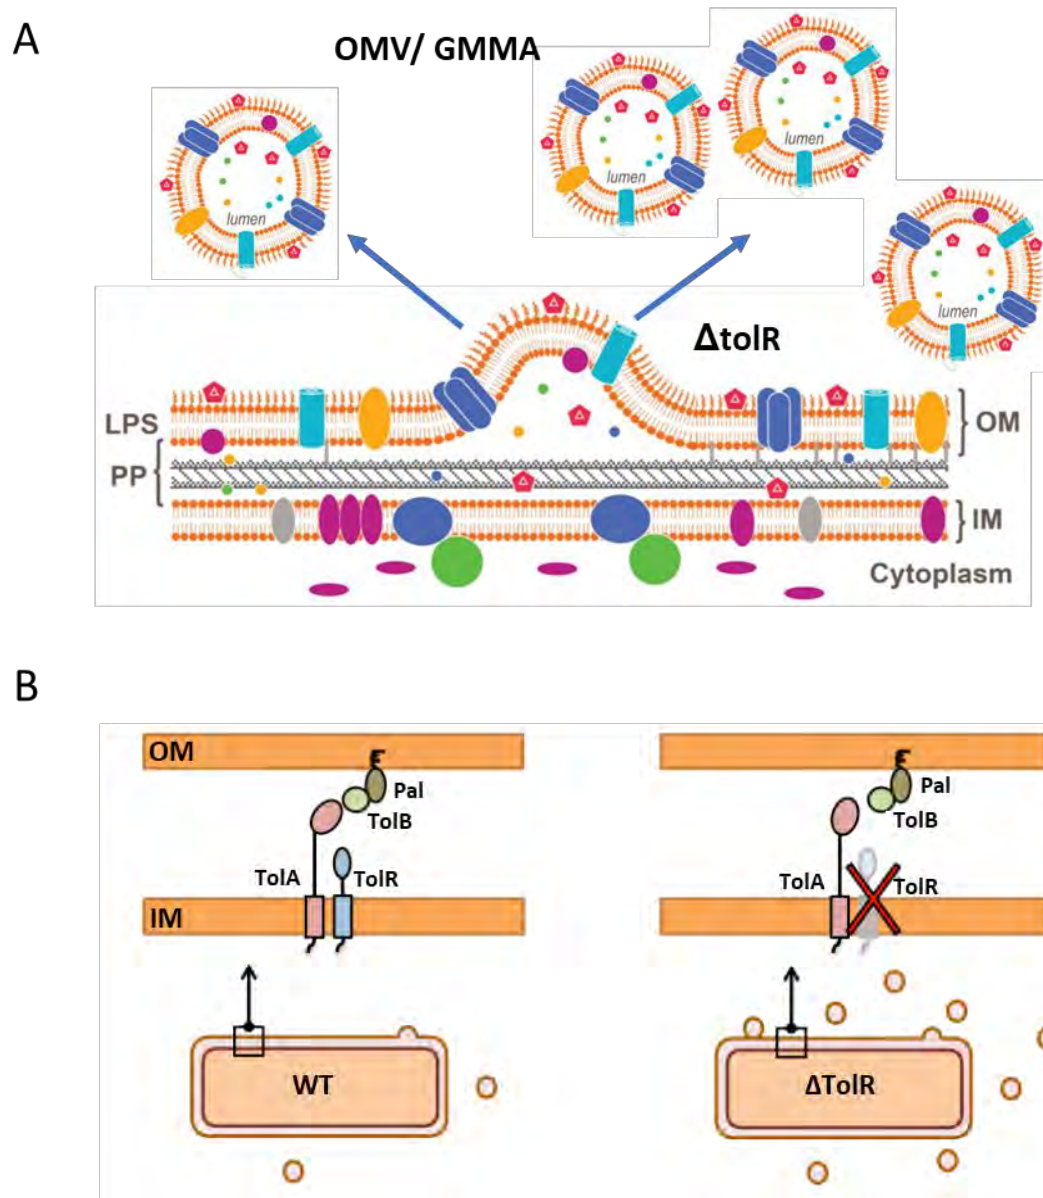 A
OMV/ GMMA
lumen
lumen
lumen
lumen
ΔtolR
LPS
OM
PP
IM
Cytoplasm
B
OM
Pal
Pal
TolB
TolB
TolA
TolR
TolA
TolR
IM
WT
ΔTolR